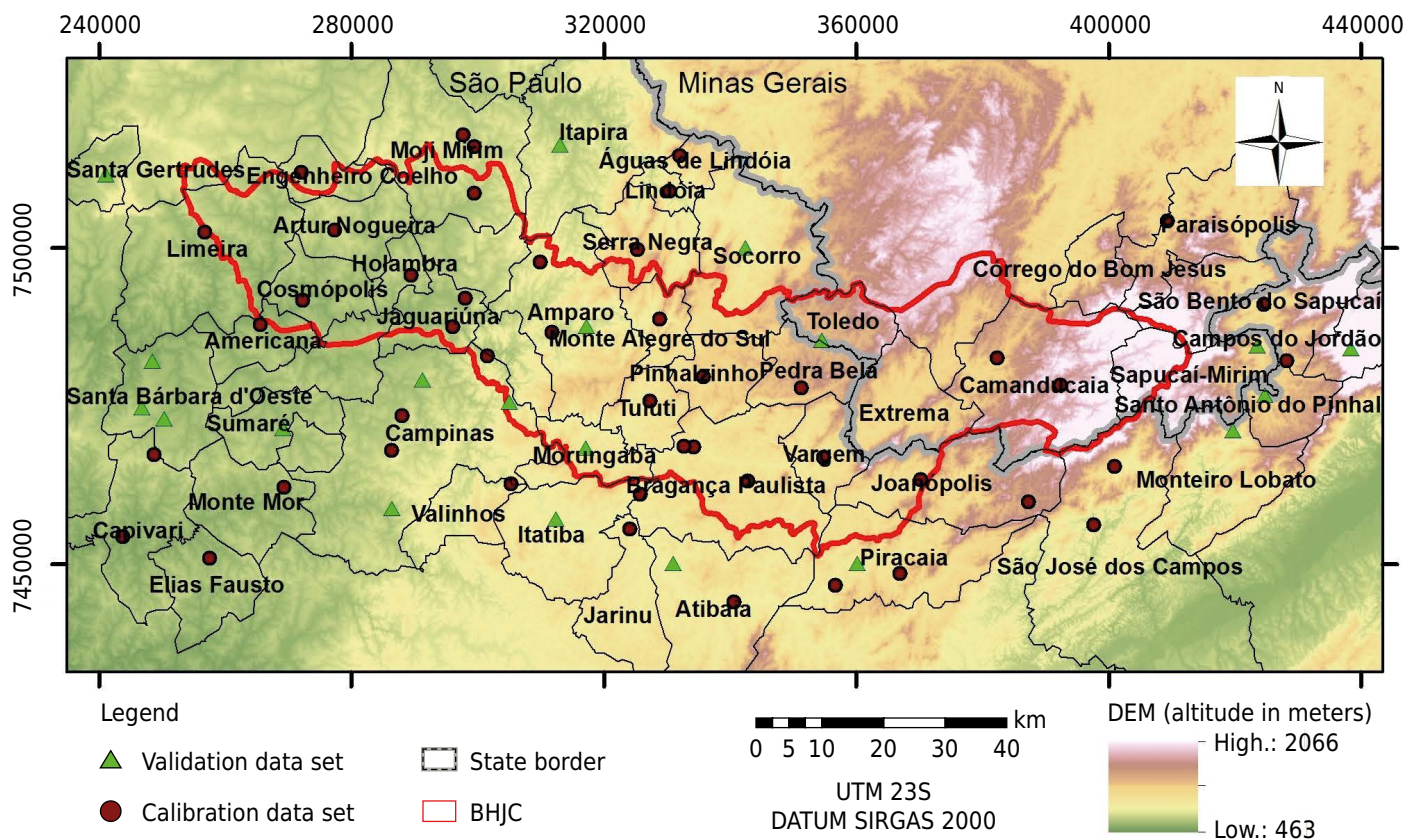 240000 280000 320000 360000 400000 440000
São Paulo Minas Gerais
N
Itapira
Moji Mirim
Águas de Lindóia
Santa Gertrudes
Engenheiro Coelho
Lindóia
Artur Nogueira
Paraisópolis
Limeira
Serra Negra
Socorro
7500000
Holambra
Córrego do Bom Jesus
Cosmópolis
São Bento do Sapucaí
Jaguariúna
Amparo
Toledo
Americana
Monte Alegre do Sul
Campos do Jordão
Pinhalzinho
Pedra Bela
Camanducaia
Sapucaí-Mirim
Santa Bárbara d'Oeste
Tuiuti
Extrema
Santo Antônio do Pinhal
Sumaré
Campinas
Morungaba
Vargem
Monte Mor
Bragança Paulista
Joanópolis
Monteiro Lobato
Valinhos
Capivari
Itatiba
7450000
Elias Fausto
Piracaia
São José dos Campos
Jarinu
Atibaia
Legend
Validation data set
State border
Calibration data set
BHJC
km
0 5 10 20 30 40
UTM 23S
DATUM SIRGAS 2000
DEM (altitude in meters)
High.: 2066
Low.: 463